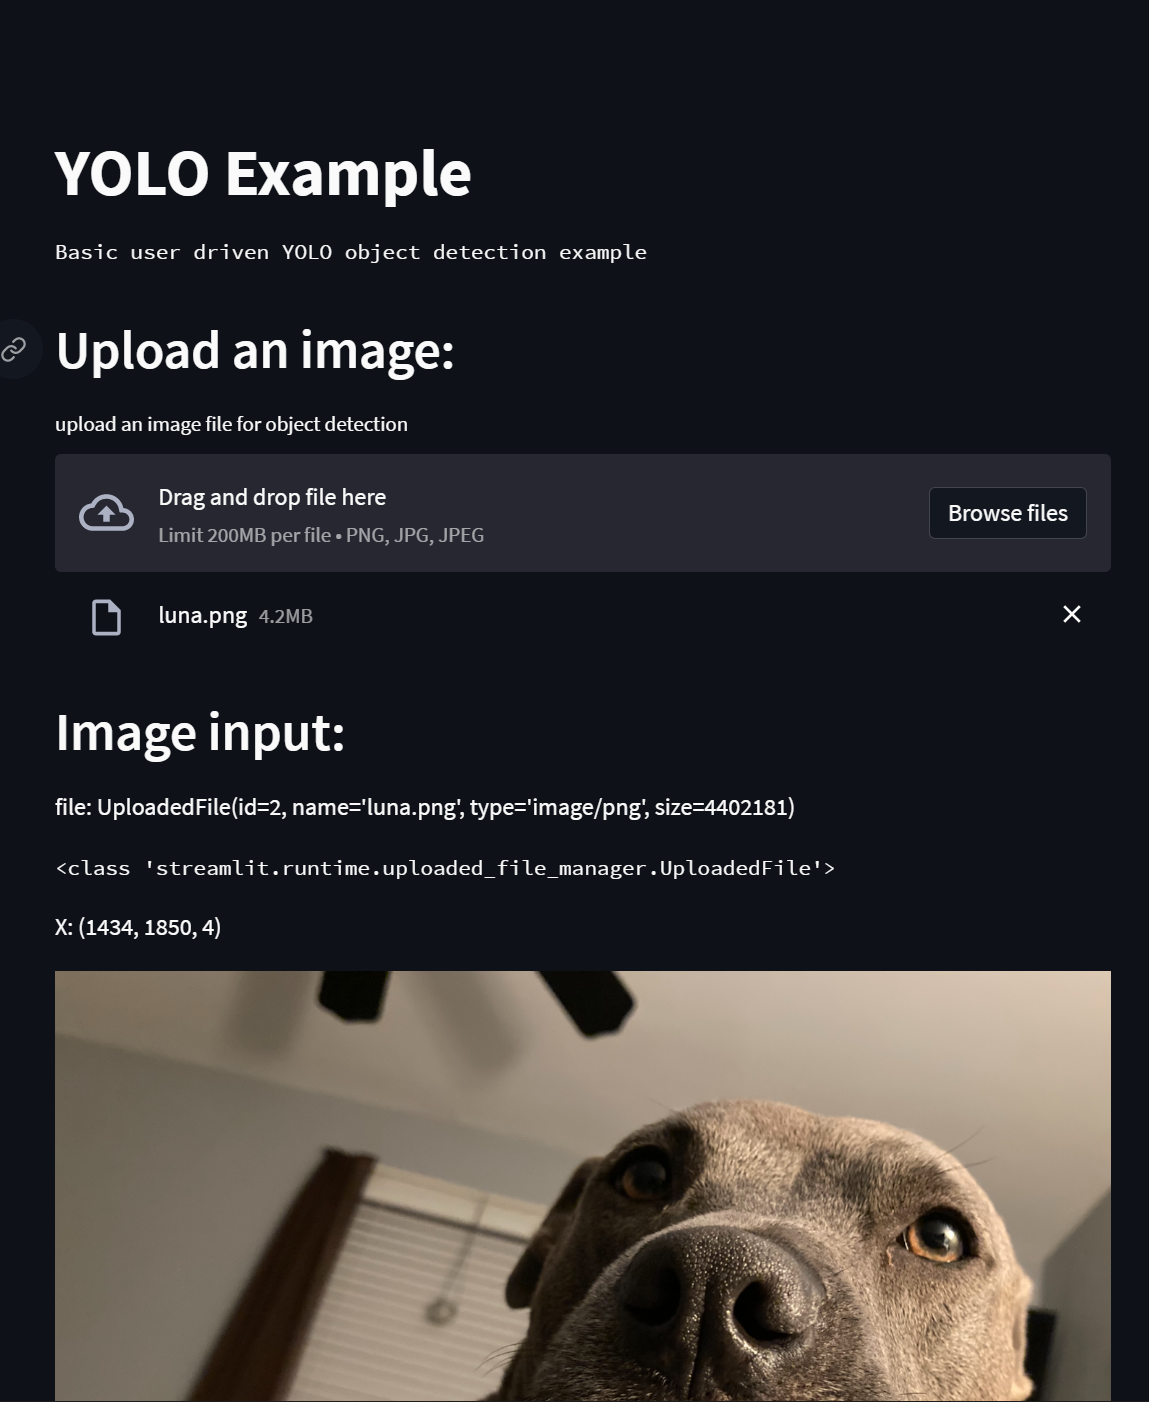 YOLO Example
Basic user driven YOLO object detection example
Upload an image:
upload an image file for object detection
Drag and drop file here
Limit 200MB per file • PNG, JPG, JPEG
Browse files
luna.png 4.2MB
Image input:
file: UploadedFile(id=2, name='luna.png', type='image/png', size=4402181)
<class 'streamlit.runtime.uploaded_file_manager.UploadedFile'>
X: (1434, 1850, 4)